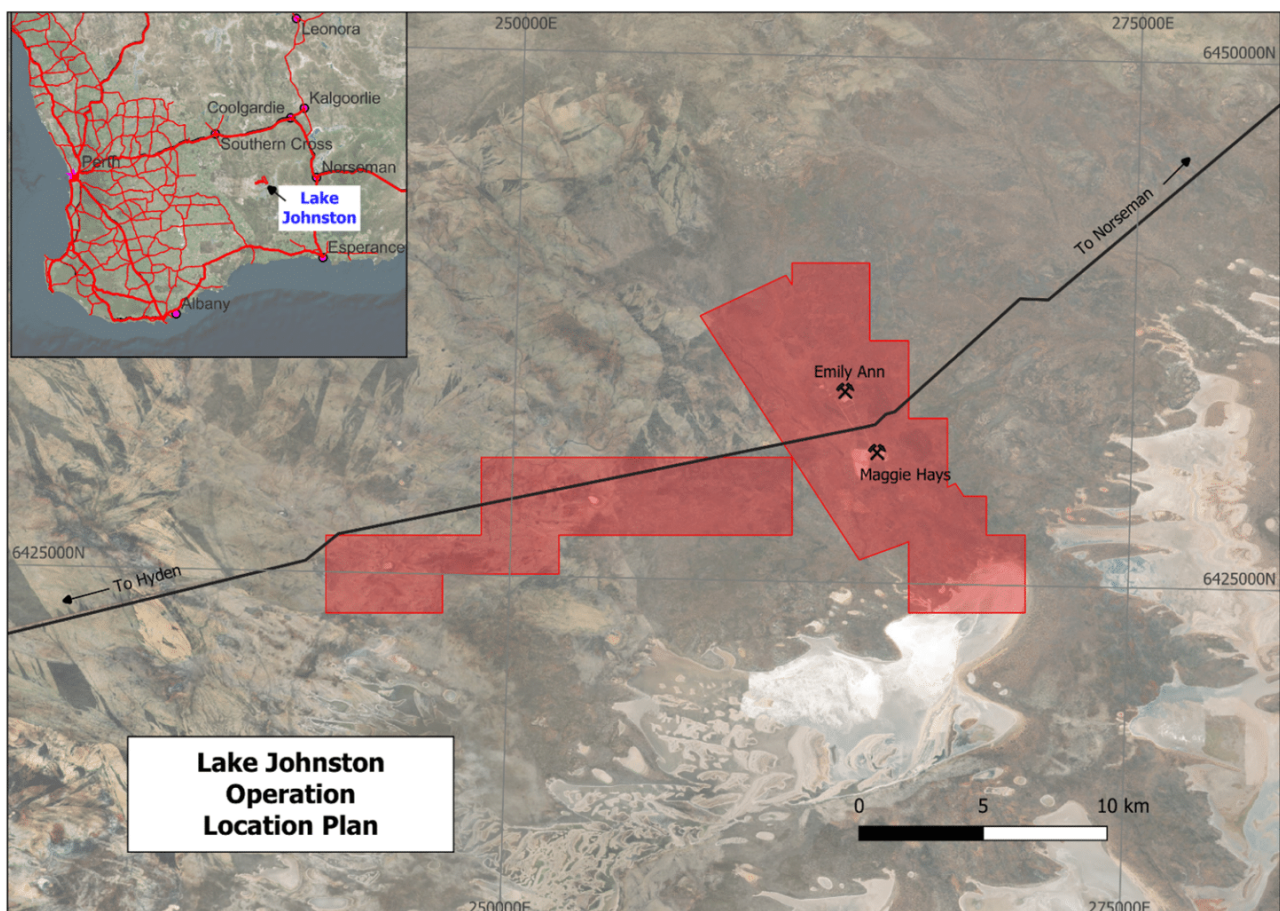 250000E
275000E
6450000N
Leonora
Coolgardie
Kalgoorlie
Southern Cross
Perth
Norseman
Lake
Johnston
Esperance
Albany
To Norseman
Emily Ann
Maggie Hays
6425000N
To Hyden
6425000N
Lake Johnston
Operation
Location Plan
0 5 10 km
250000E
275000E